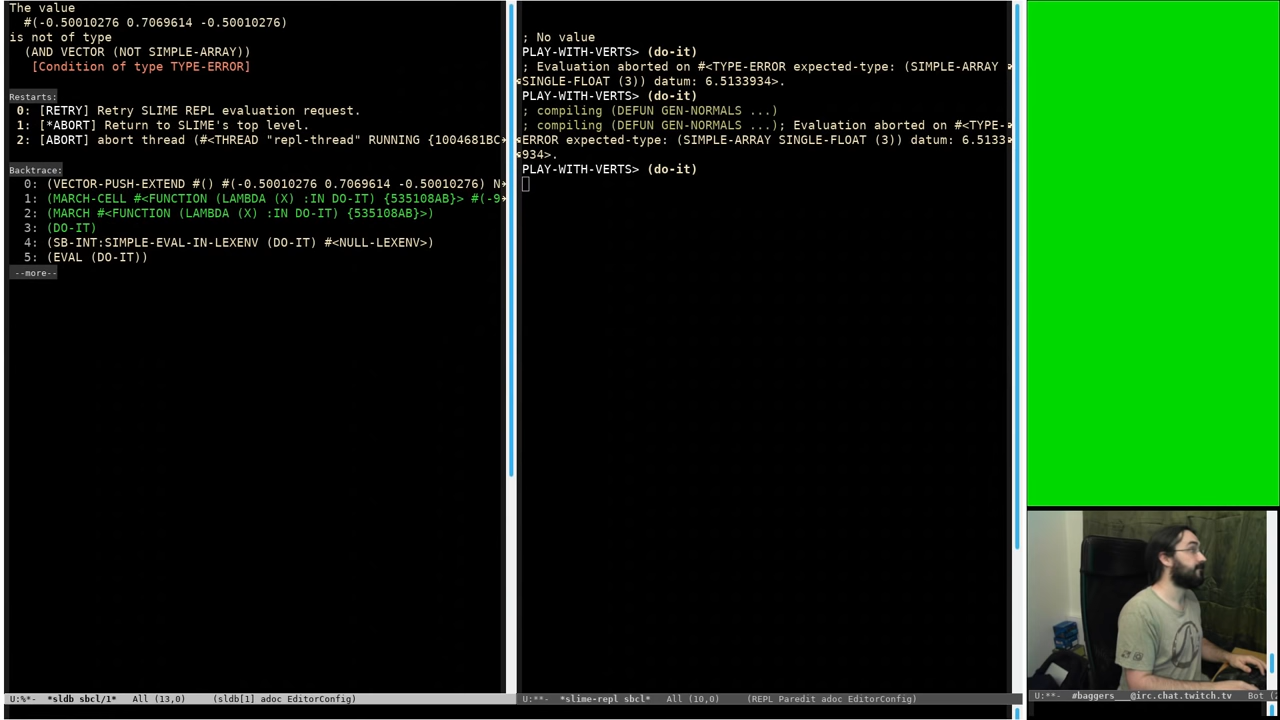 The value
#(-0.50010276 0.7069614 -0.50010276)
is not of type
(AND VECTOR (NOT SIMPLE-ARRAY))
[Condition of type TYPE-ERROR]
Restarts:
0: [RETRY] Retry SLIME REPL evaluation request.
1: [*ABORT] Return to SLIME's top level.
2: [ABORT] abort thread (#<THREAD "repl-thread" RUNNING {1004681BC
Backtrace:
0: (VECTOR-PUSH-EXTEND #() #(-0.50010276 0.7069614 -0.50010276) N
1: (MARCH-CELL #<FUNCTION (LAMBDA (X) :IN DO-IT) {535108AB}> #(-9
2: (MARCH #<FUNCTION (LAMBDA (X) :IN DO-IT) {535108AB}>)
3: (DO-IT)
4: (SB-INT:SIMPLE-EVAL-IN-LEXENV (DO-IT) #<NULL-LEXENV>)
5: (EVAL (DO-IT))
--more--
U:%*- *sldb sbcl/1* All (13,0) (sldb[1] adoc EditorConfig)
; No value
PLAY-WITH-VERTS> (do-it)
; Evaluation aborted on #<TYPE-ERROR expected-type: (SIMPLE-ARRAY
SINGLE-FLOAT (3)) datum: 6.5133934>.
PLAY-WITH-VERTS> (do-it)
; compiling (DEFUN GEN-NORMALS ...)
; compiling (DEFUN GEN-NORMALS ...); Evaluation aborted on #<TYPE-
ERROR expected-type: (SIMPLE-ARRAY SINGLE-FLOAT (3)) datum: 6.5133
934>.
PLAY-WITH-VERTS> (do-it)
U:**- *slime-repl sbcl* All (10,0) (REPL Paredit adoc EditorConfig)
U:**- #baggers___@irc.chat.twitch.tv Bot